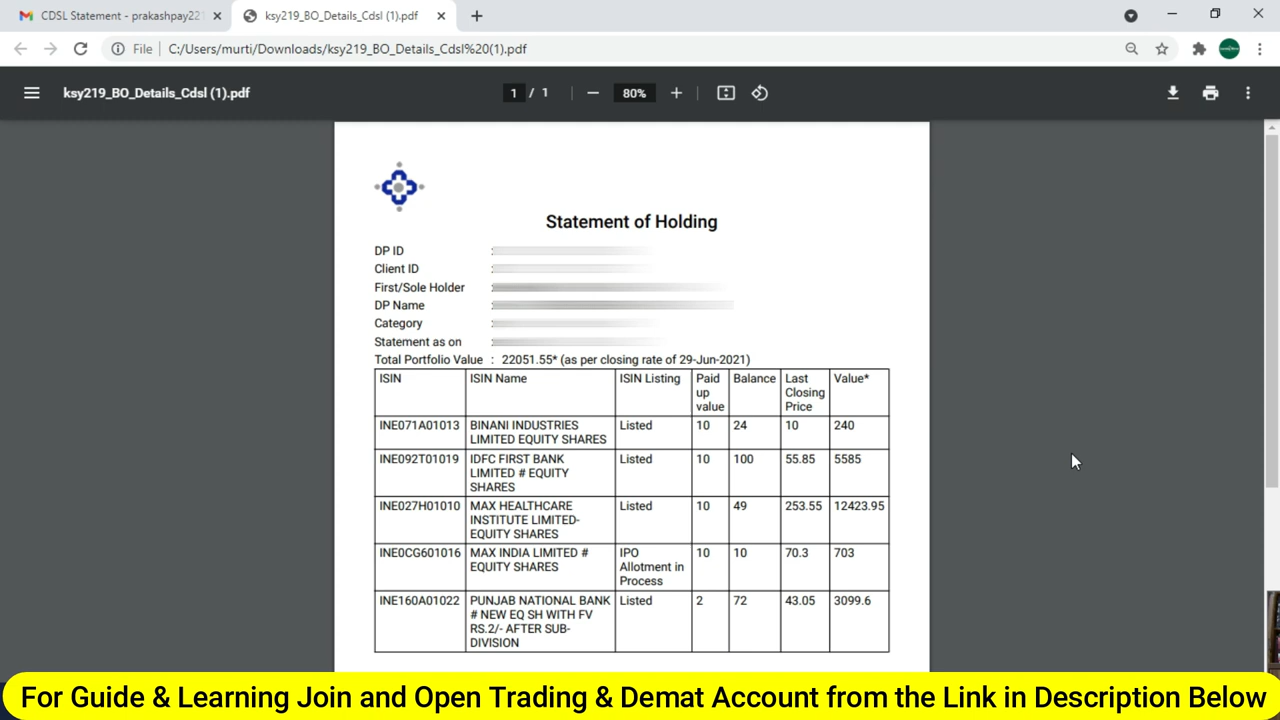 CDSL Statement - prakashpay221
ksy219_BO_Details_Cdsl (1).pdf
File
C:/Users/murti/Downloads/ksy219_BO_Details_Cdsl%20(1).pdf
ksy219_BO_Details_Cdsl (1).pdf
1 / 1
80%
Statement of Holding
DP ID :
Client ID :
First/Sole Holder :
DP Name :
Category :
Statement as on :
Total Portfolio Value : 22051.55* (as per closing rate of 29-Jun-2021)
ISIN ISIN Name ISIN Listing Paid up value Balance Last Closing Price Value*
INE071A01013 BINANI INDUSTRIES LIMITED EQUITY SHARES Listed 10 24 10 240
INE092T01019 IDFC FIRST BANK LIMITED # EQUITY SHARES Listed 10 100 55.85 5585
INE027H01010 MAX HEALTHCARE INSTITUTE LIMITED- EQUITY SHARES Listed 10 49 253.55 12423.95
INE0CG601016 MAX INDIA LIMITED # EQUITY SHARES IPO Allotment in Process 10 10 70.3 703
INE160A01022 PUNJAB NATIONAL BANK # NEW EQ SH WITH FV RS.2/- AFTER SUB-DIVISION Listed 2 72 43.05 3099.6
For Guide & Learning Join and Open Trading & Demat Account from the Link in Description Below